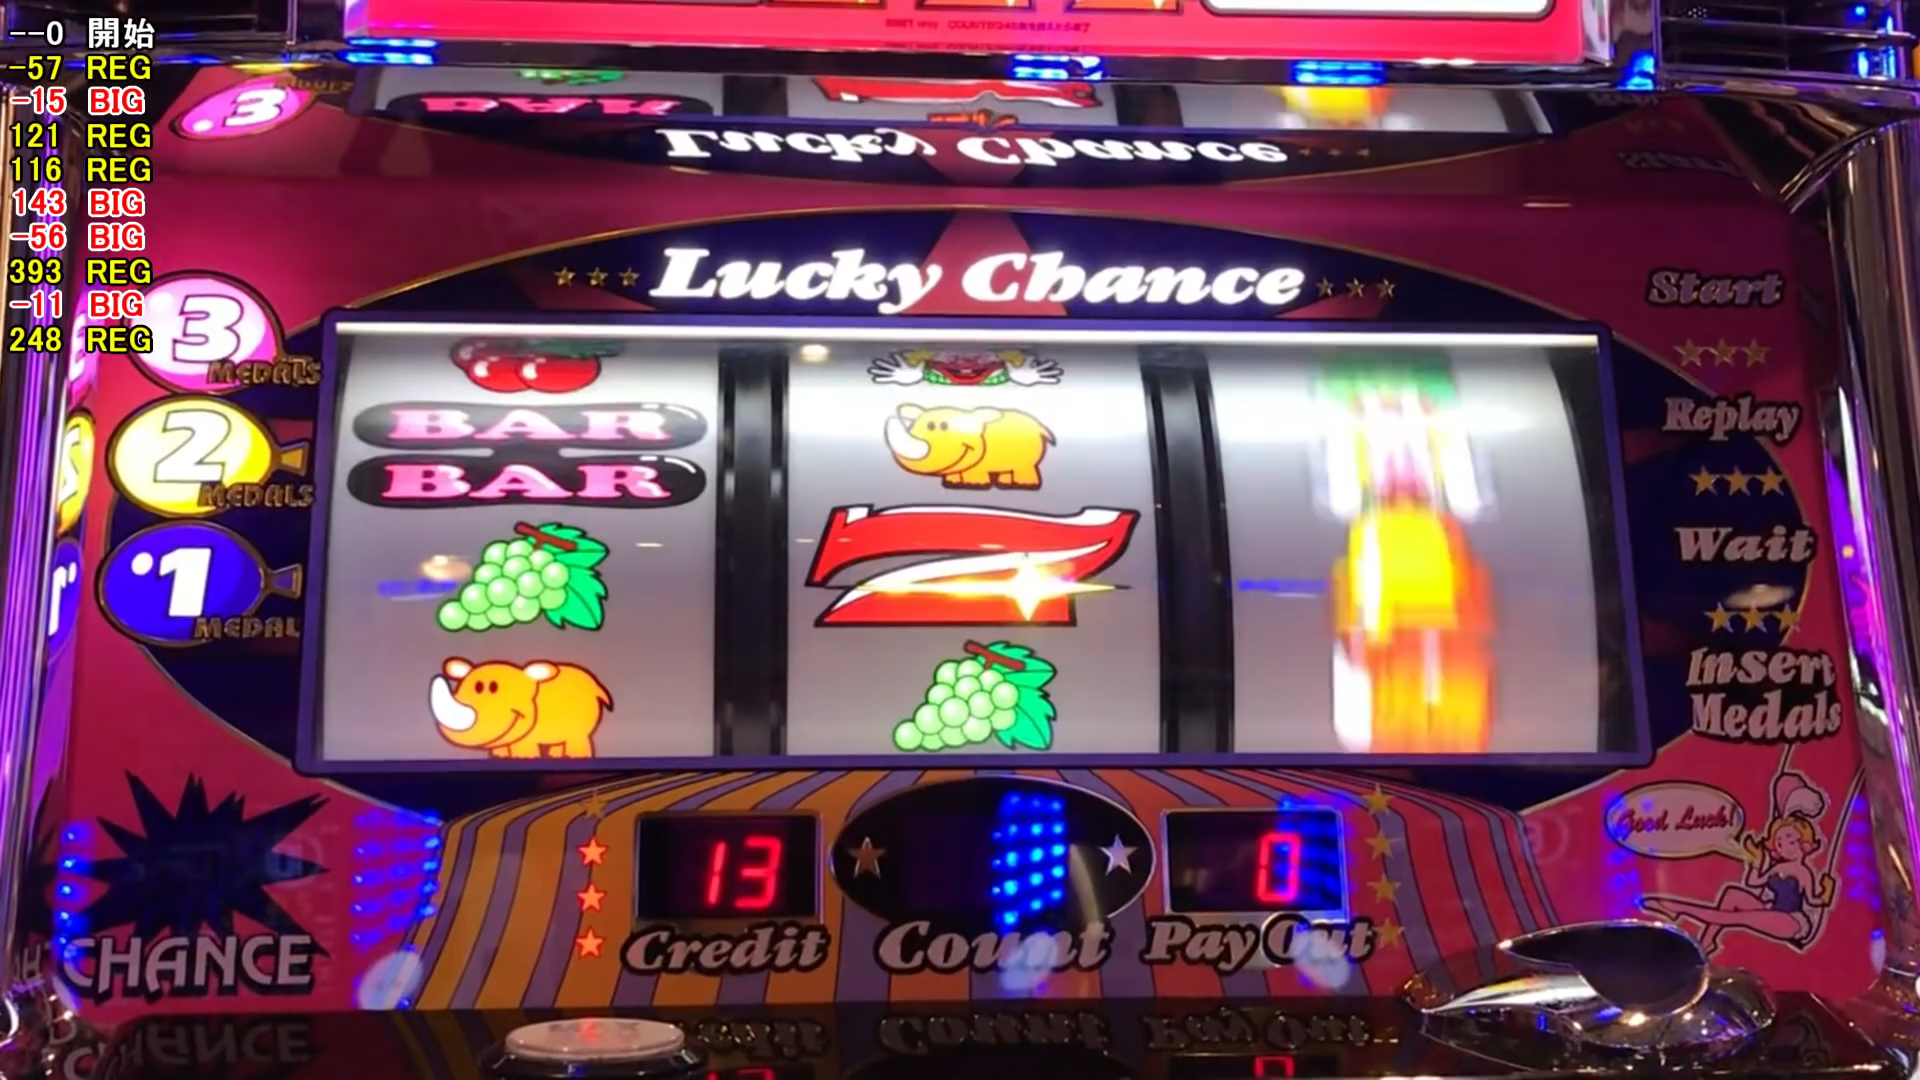 --0 開始
-57 REG
-15 BIG
121 REG
116 REG
143 BIG
-56 BIG
393 REG
-11 BIG
248 REG
3
Lucky Chance
Lucky Chance
3
MEDALS
2
MEDALS
1
MEDAL
BAR
BAR
7
Start
Replay
Wait
Insert
Medals
Good Luck!
13
0
Credit
Count
Pay Out
CHANCE